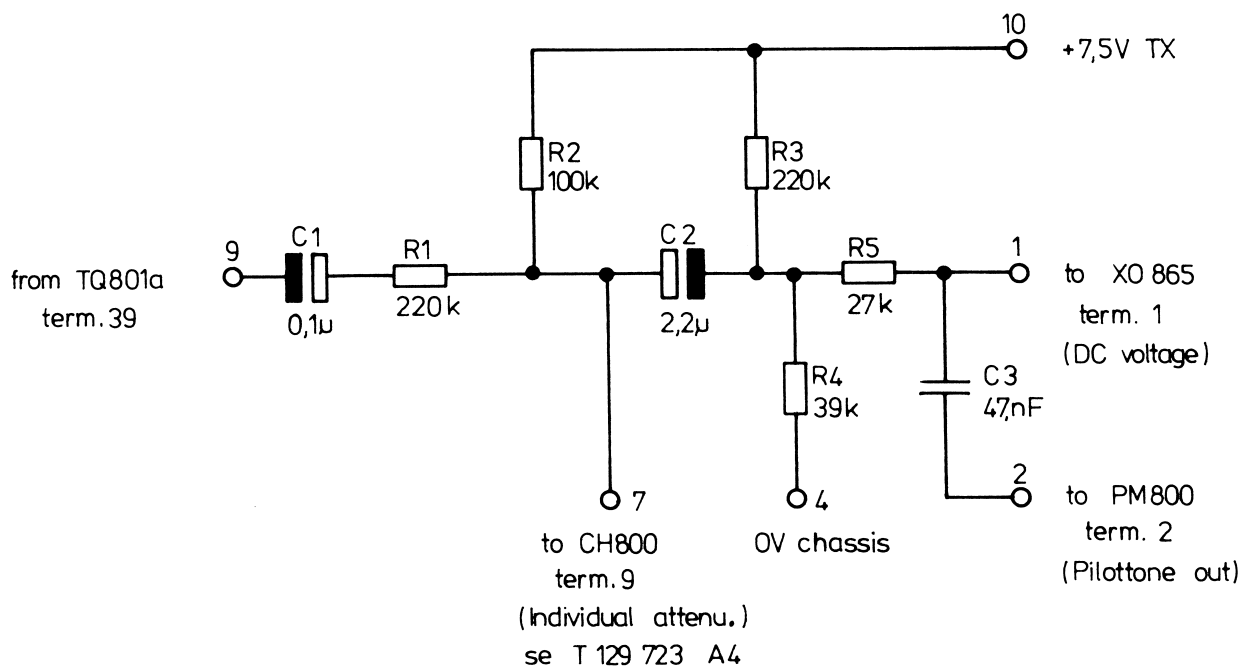 10
+7,5V TX
R2
100k
R3
220k
9
C1
0,1µ
R1
220k
C2
2,2µ
R5
27k
1
from TQ801a
term.39
to XO 865
term. 1
(DC voltage)
R4
39k
C3
47,nF
7
4
2
to CH800
term.9
(Individual attenu.)
se T 129 723 A4
0V chassis
to PM800
term. 2
(Pilottone out)